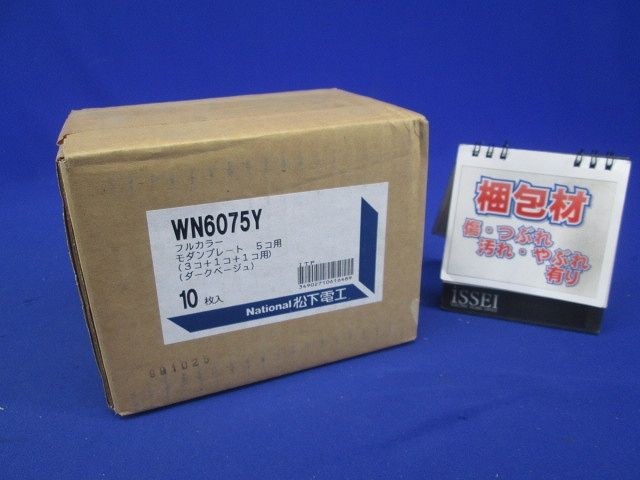 WN6075Y
フルカラー
モダンプレート 5コ用
(3コ+1コ+1コ用)
(ダークベージュ)
10枚入
National 松下電工
梱包材
傷・つぶれ
汚れ・やぶれ
有り
ISSEI